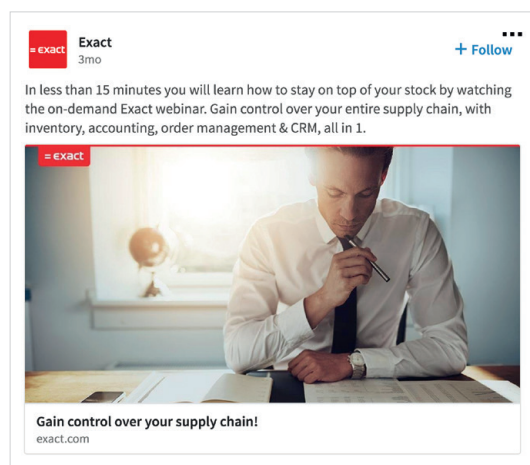 = exact
Exact
3mo
+ Follow
In less than 15 minutes you will learn how to stay on top of your stock by watching
the on-demand Exact webinar. Gain control over your entire supply chain, with
inventory, accounting, order management & CRM, all in 1.
= exact
Gain control over your supply chain!
exact.com